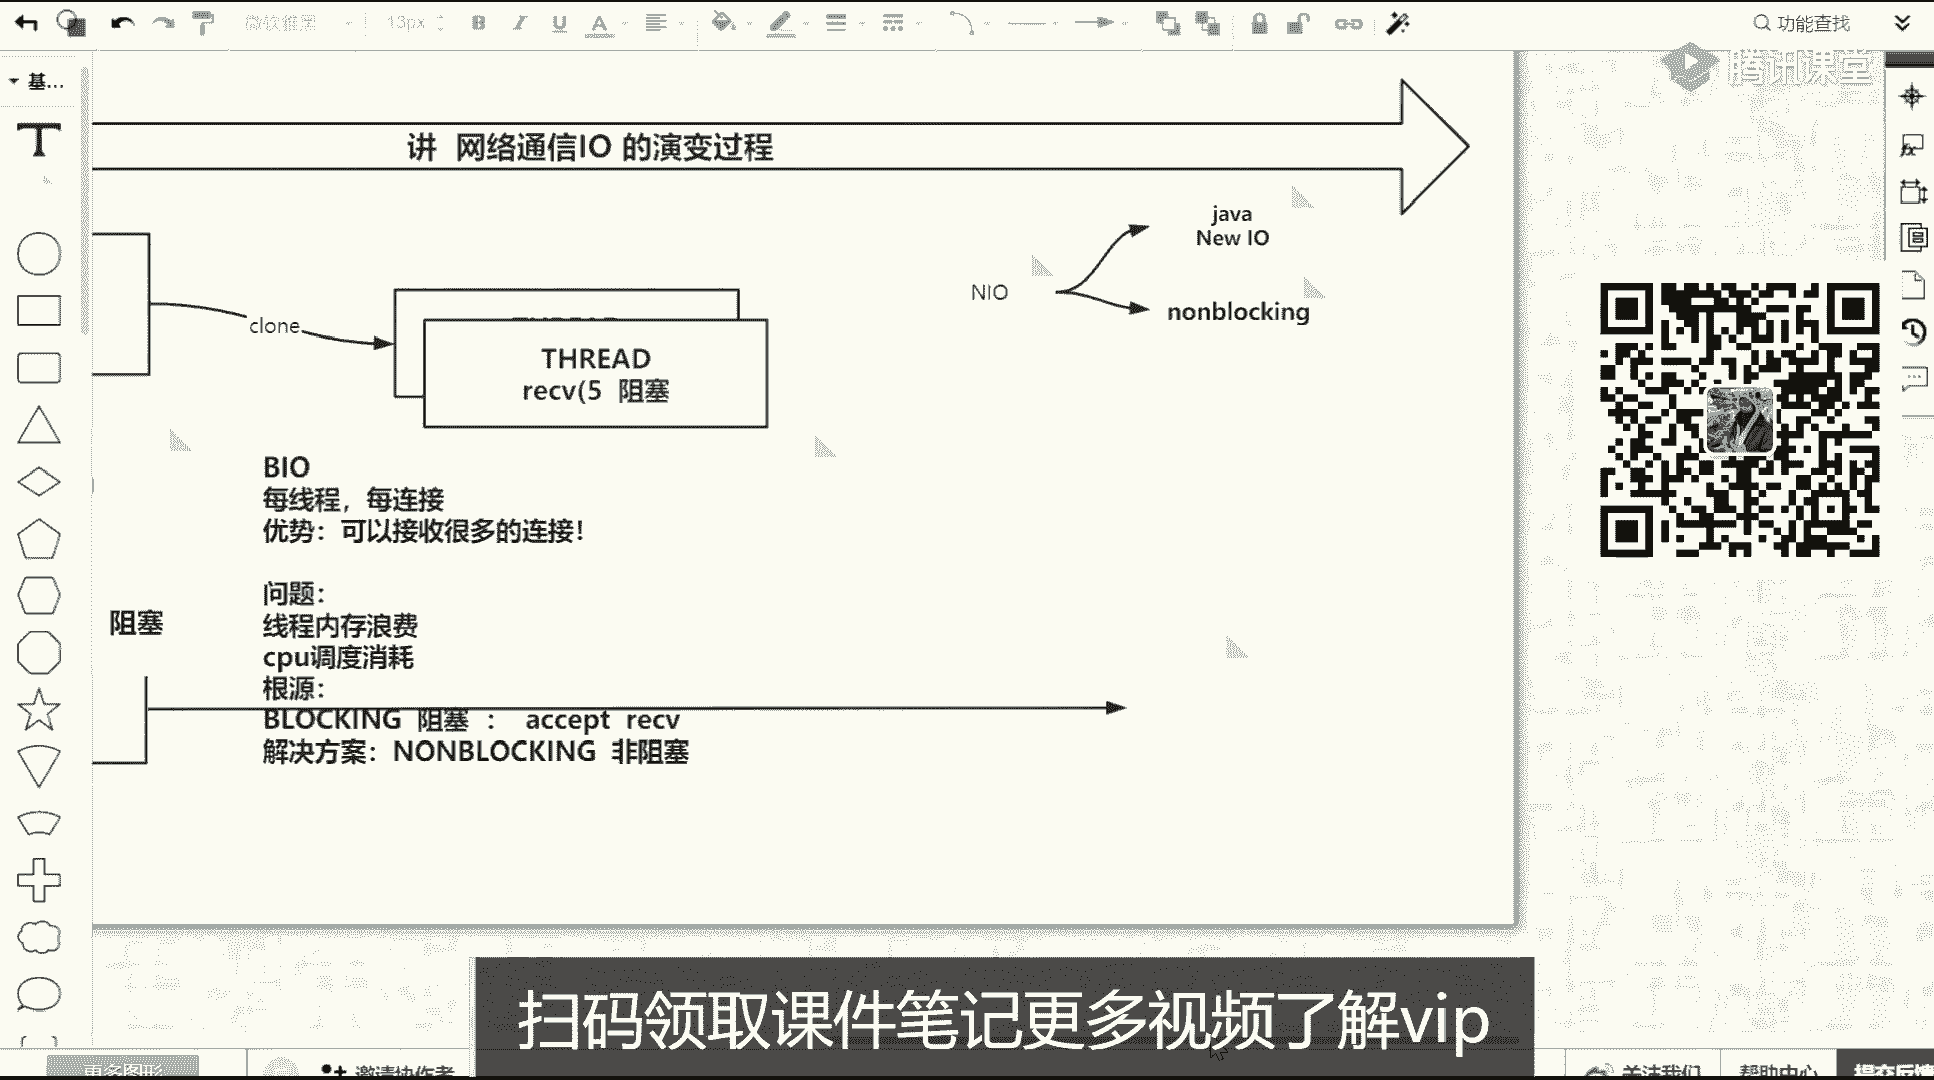 微软雅黑
13px
B
I
U
A
功能查找
基...
腾讯课堂
T
讲 网络通信IO 的演变过程
java
New IO
NIO
nonblocking
clone
THREAD
recv(5 阻塞
BIO
每线程，每连接
优势：可以接收很多的连接！
问题：
线程内存浪费
cpu调度消耗
根源：
BLOCKING 阻塞 ： accept recv
解决方案：NONBLOCKING 非阻塞
阻塞
扫码领取课件笔记更多视频了解vip
更多图形
邀请协作者
关注我们
帮助中心
提交反馈